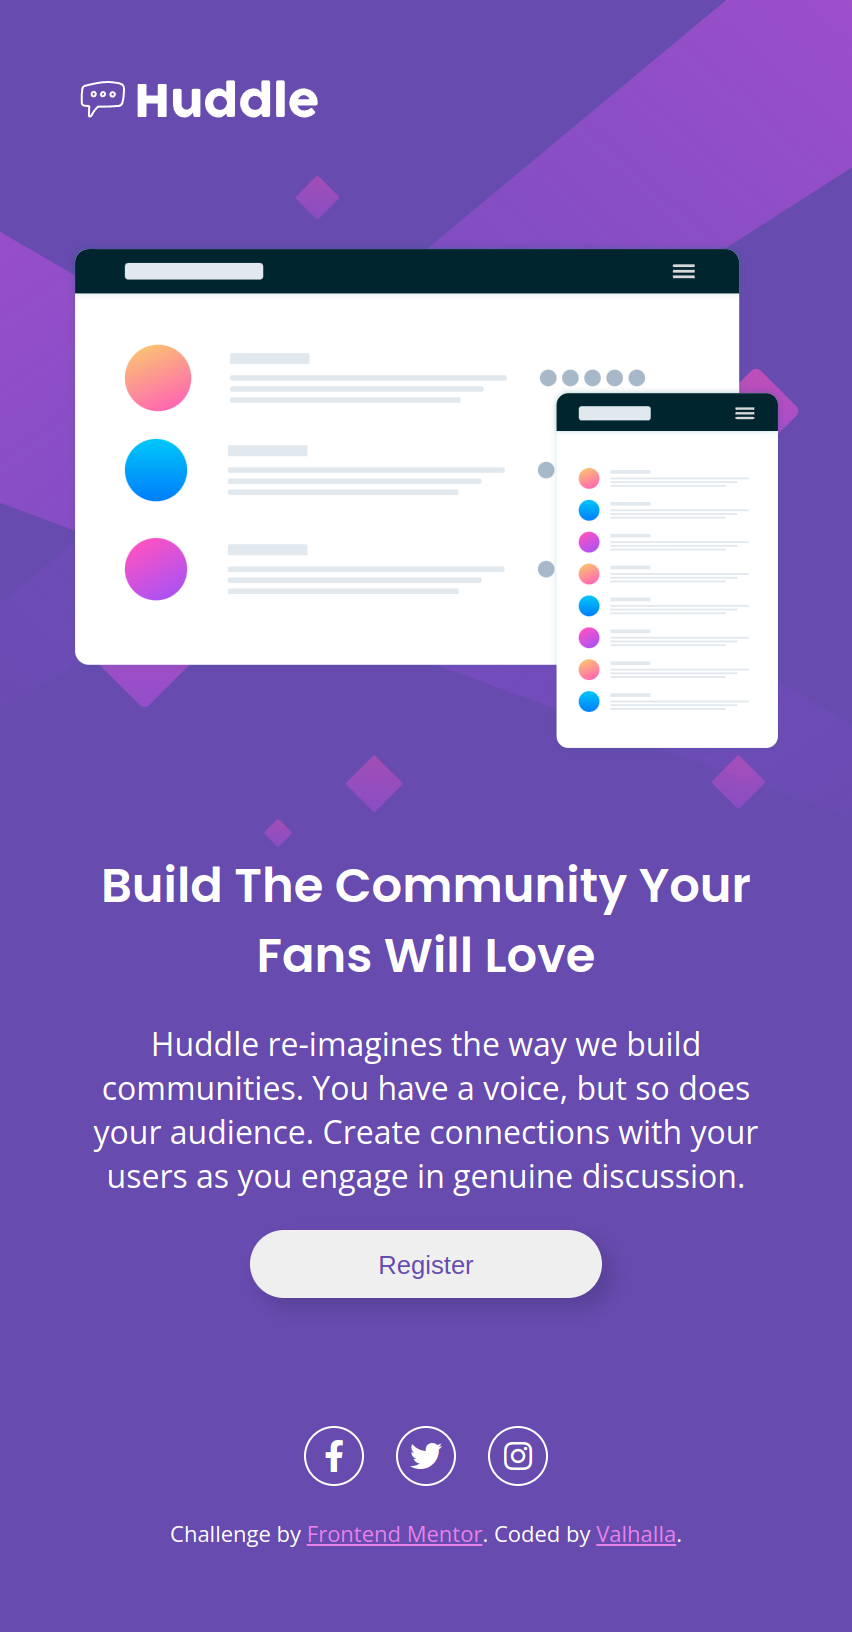 Huddle
Build The Community Your
Fans Will Love
Huddle re-imagines the way we build
communities. You have a voice, but so does
your audience. Create connections with your
users as you engage in genuine discussion.
Register
Challenge by Frontend Mentor. Coded by Valhalla.